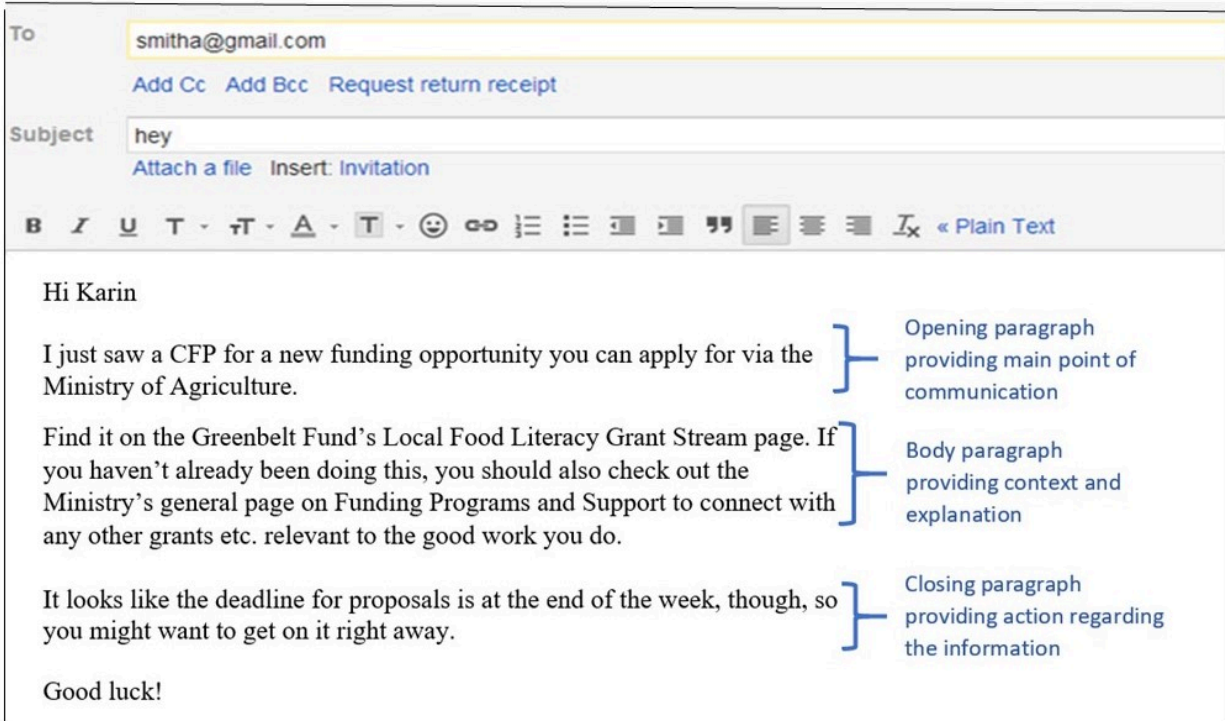 To
smitha@gmail.com
Add Cc Add Bcc Request return receipt
Subject
hey
Attach a file Insert: Invitation
B I U T - TT - A - T - Ix « Plain Text
Hi Karin
I just saw a CFP for a new funding opportunity you can apply for via the
Ministry of Agriculture.
Opening paragraph
providing main point of
communication
Find it on the Greenbelt Fund’s Local Food Literacy Grant Stream page. If
you haven’t already been doing this, you should also check out the
Ministry’s general page on Funding Programs and Support to connect with
any other grants etc. relevant to the good work you do.
Body paragraph
providing context and
explanation
It looks like the deadline for proposals is at the end of the week, though, so
you might want to get on it right away.
Closing paragraph
providing action regarding
the information
Good luck!